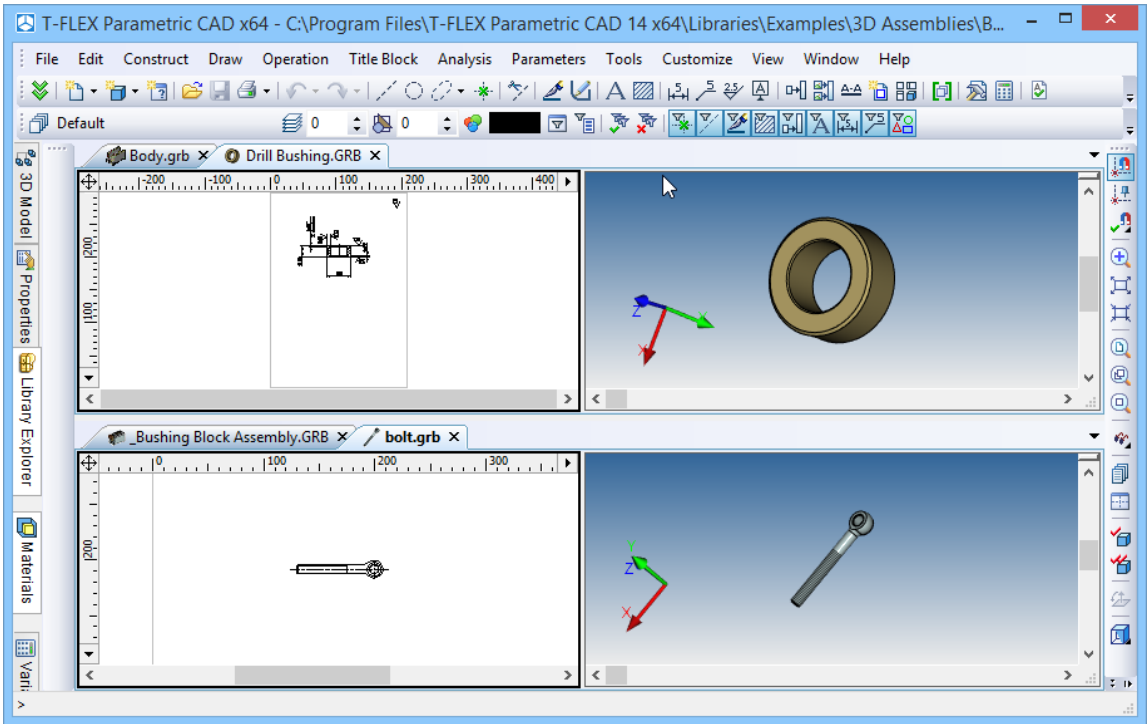 T-FLEX Parametric CAD x64 - C:\Program Files\T-FLEX Parametric CAD 14 x64\Libraries\Examples\3D Assemblies\B...
File Edit Construct Draw Operation Title Block Analysis Parameters Tools Customize View Window Help
Default 0 0
3D Model
Properties
Library Explorer
Materials
Varia
Body.grb Drill Bushing.GRB
-200 -100 0 100 200 300 400
200
100
Z X
_Bushing Block Assembly.GRB bolt.grb
0 100 200 300
200
Y
Z
X
>